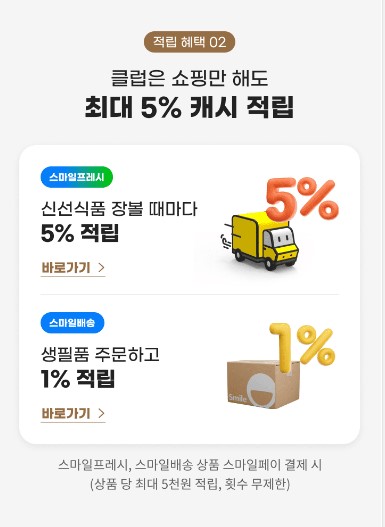 적립 혜택 02
클럽은 쇼핑만 해도
최대 5% 캐시 적립
스마일프레시
신선식품 장볼 때마다
5% 적립
바로가기 >
5%
스마일배송
생필품 주문하고
1% 적립
바로가기 >
1%
Smile
스마일프레시, 스마일배송 상품 스마일페이 결제 시
(상품 당 최대 5천원 적립, 횟수 무제한)